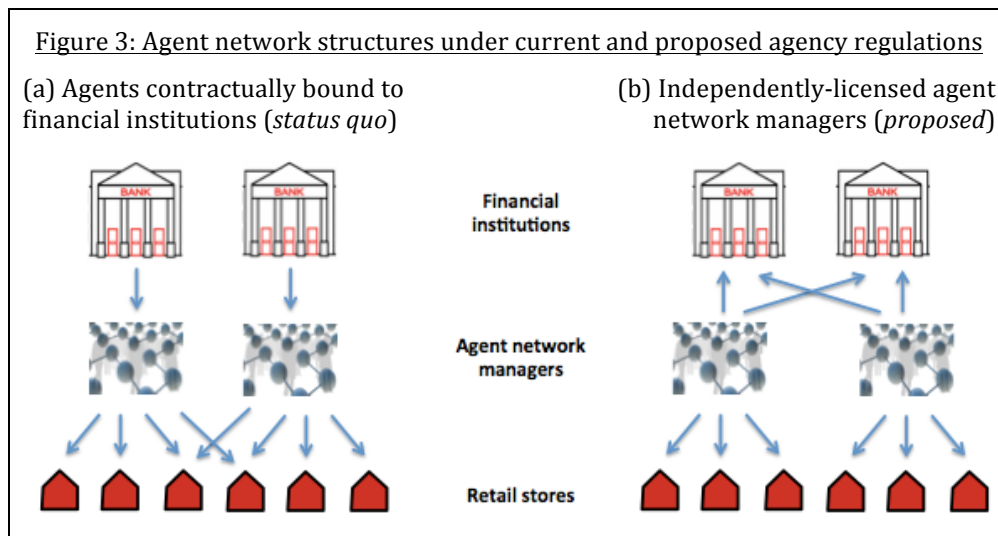 Figure 3: Agent network structures under current and proposed agency regulations
(a) Agents contractually bound to
financial institutions (status quo)
(b) Independently-licensed agent
network managers (proposed)
BANK
BANK
Financial
institutions
BANK
BANK
Agent network
managers
Retail stores